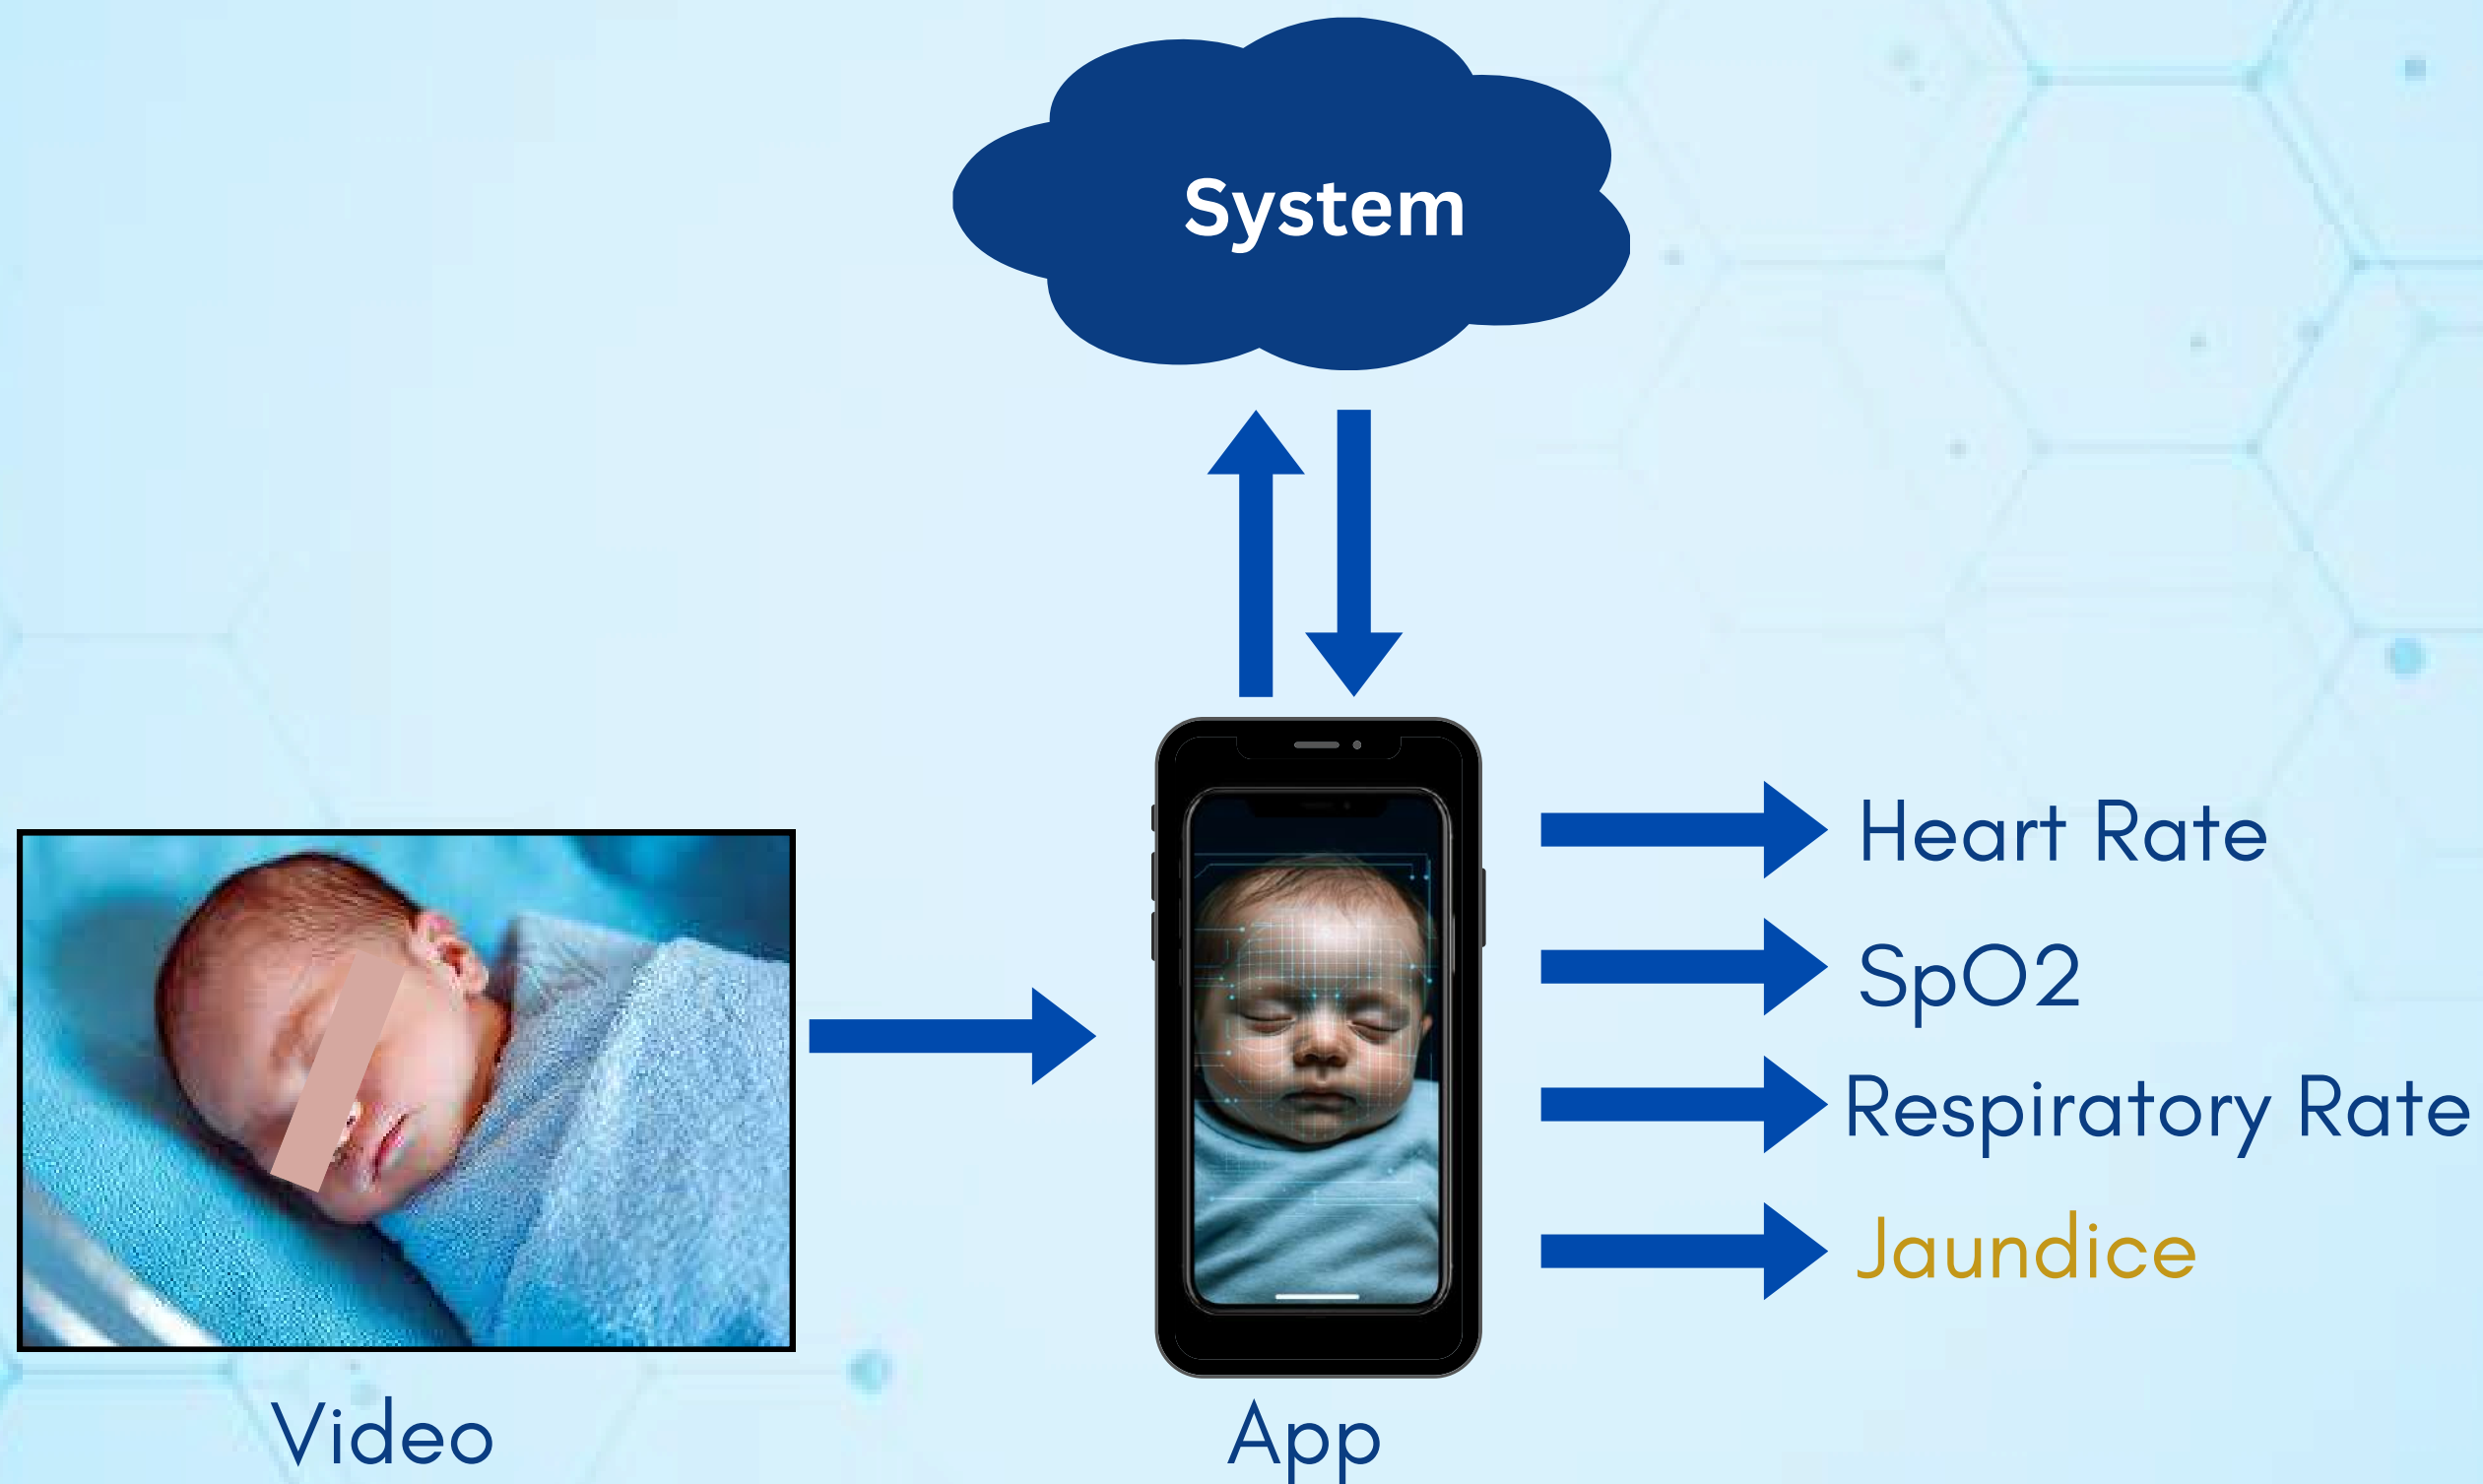 System
Heart Rate
SpO2
Respiratory Rate
Jaundice
Video
App